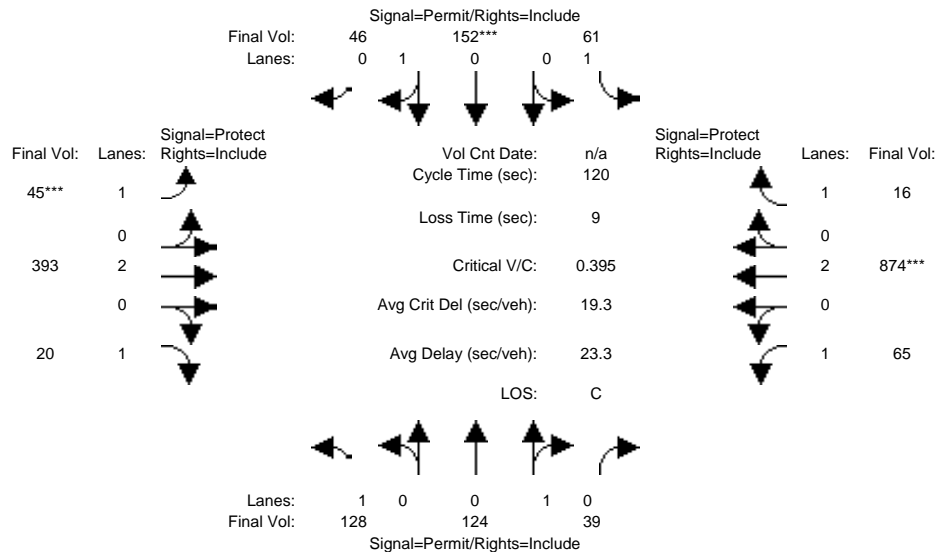 Signal=Permit/Rights=Include
Final Vol: 46 152*** 61
Lanes: 0 1 0 0 1
Signal=Protect
Final Vol: Lanes: Rights=Include
Vol Cnt Date: n/a
Signal=Protect
Rights=Include Lanes: Final Vol:
Cycle Time (sec): 120
45*** 1
1 16
Loss Time (sec): 9
0
0
393 2
Critical V/C: 0.395
2 874***
0
Avg Crit Del (sec/veh): 19.3
0
20 1
Avg Delay (sec/veh): 23.3
1 65
LOS: C
Lanes: 1 0 0 1 0
Final Vol: 128 124 39
Signal=Permit/Rights=Include